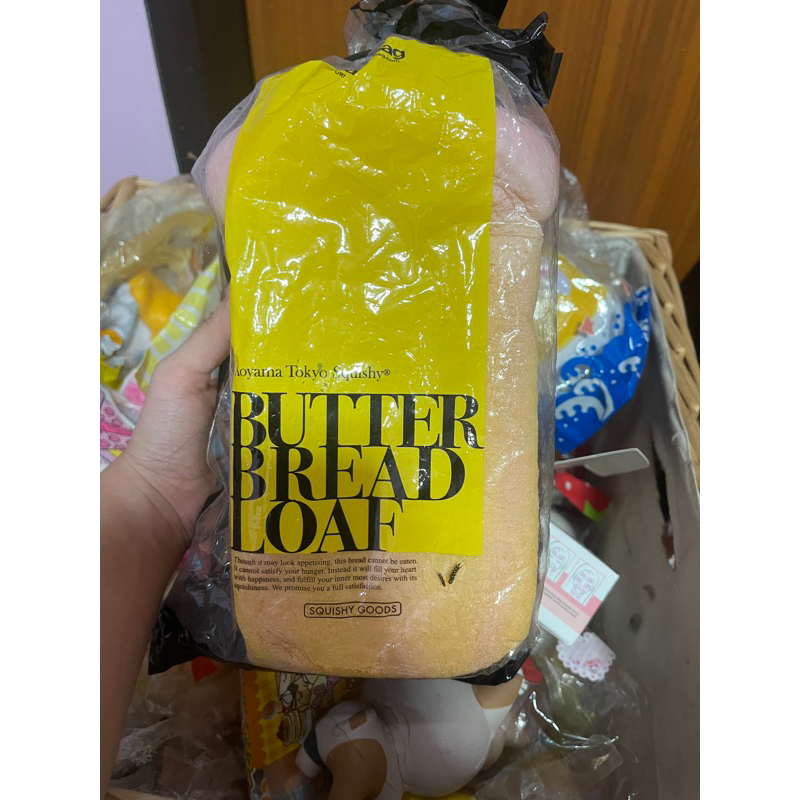 Aoyama Tokyo Squishy®
BUTTER
BREAD
LOAF
Though it may look appetising, this bread cannot be eaten.
It cannot satisfy your hunger. Instead it will fill your heart
with happiness, and fulfill your inner most desires with its
squishiness. We promise you a full satisfaction.
SQUISHY GOODS